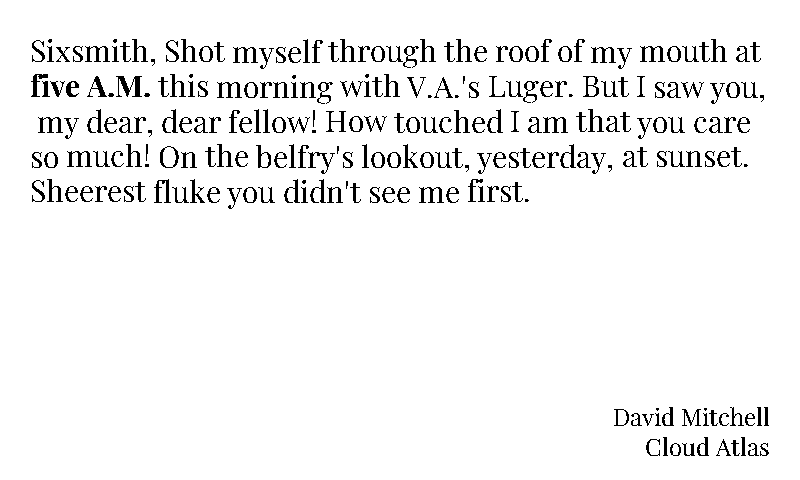 Sixsmith, Shot myself through the roof of my mouth at
five A.M. this morning with V.A.'s Luger. But I saw you,
my dear, dear fellow! How touched I am that you care
so much! On the belfry's lookout, yesterday, at sunset.
Sheerest fluke you didn't see me first.
David Mitchell
Cloud Atlas